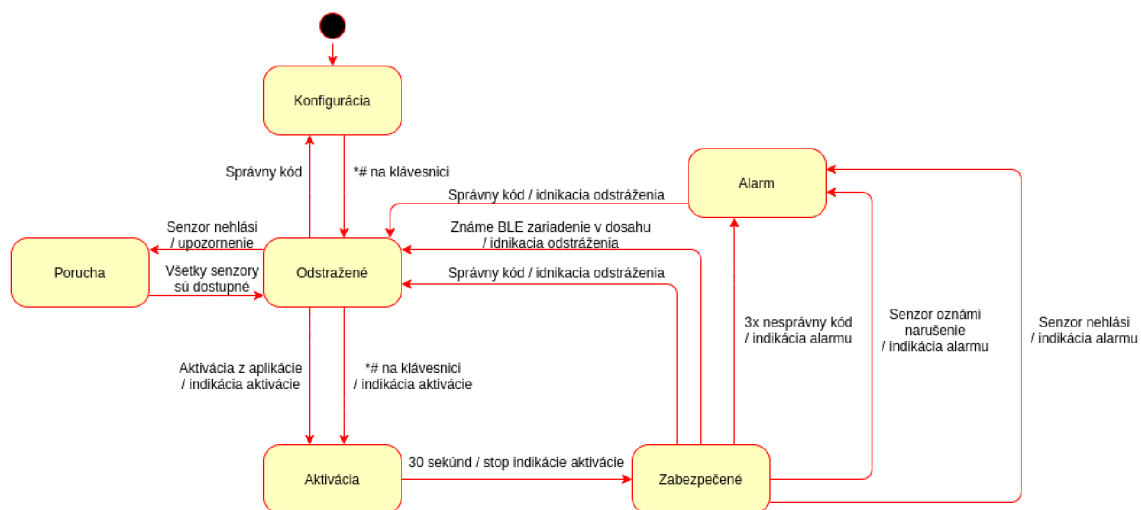 Konfigurácia
Správny kód
*# na klávesnici
Alarm
Správny kód / idnikacia odstráženia
Senzor nehlási
/ upozornenie
Známe BLE zariadenie v dosahu
/ idnikacia odstráženia
Porucha
Všetky senzory
sú dostupné
Odstražené
Správny kód / idnikacia odstráženia
3x nesprávny kód
/ indikácia alarmu
Senzor oznámi
narušenie
/ indikácia alarmu
Senzor nehlási
/ indikácia alarmu
Aktivácia z aplikácie
/ indikácia aktivácie
*# na klávesnici
/ indikácia aktivácie
Aktivácia
30 sekúnd / stop indikácie aktivácie
Zabezpečené